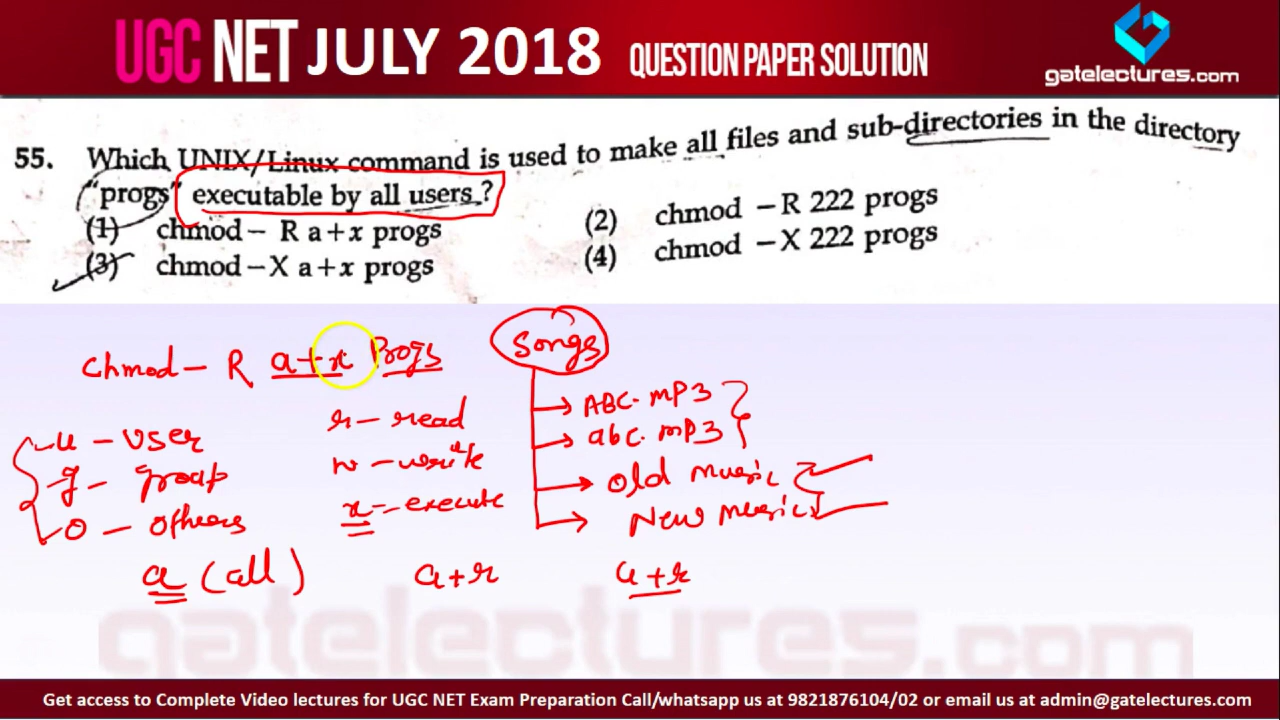 UGC NET JULY 2018 QUESTION PAPER SOLUTION
gatelectures.com
55. Which UNIX/Linux command is used to make all files and sub-directories in the directory
"progs" executable by all users ?
(1) chmod – R a+x progs (2) chmod – R 222 progs
(3) chmod – X a+x progs (4) chmod – X 222 progs
Chmod – R a+x Progs
Songs
ABC.mp3
abc.mp3
old music
New music
u – user
g – group
o – others
a (all)
r – read
w – write
x – execute
a+r
gatelectures.com
Get access to Complete Video lectures for UGC NET Exam Preparation Call/whatsapp us at 9821876104/02 or email us at admin@gatelectures.com